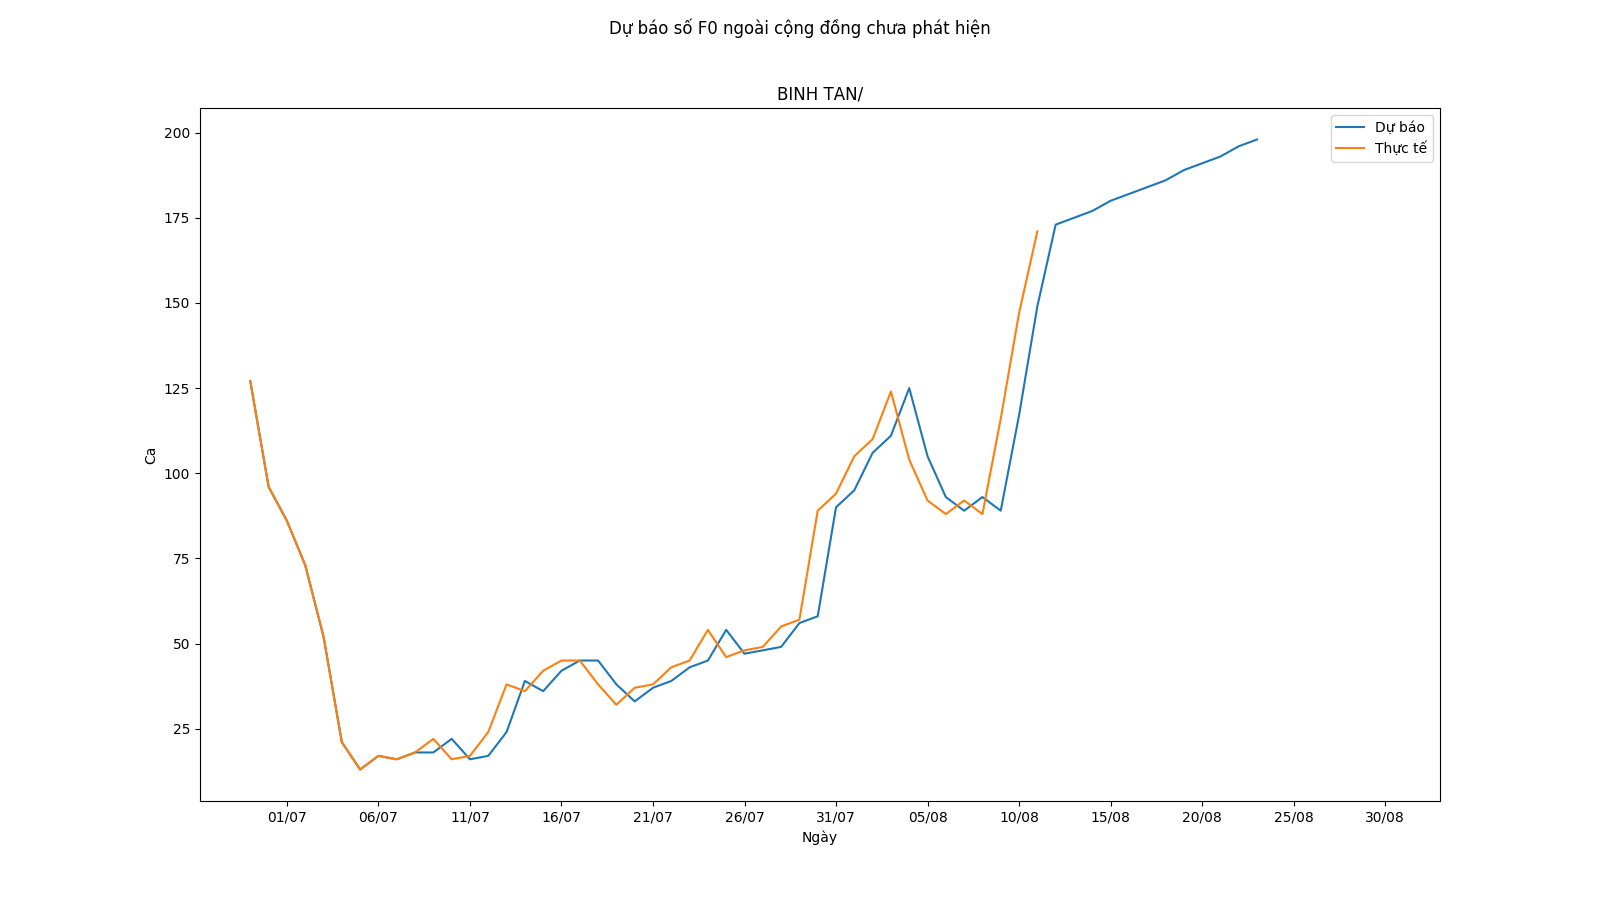 Dự báo số F0 ngoài cộng đồng chưa phát hiện
BINH TAN/
Dự báo
Thực tế
200
175
150
125
100
75
50
25
Ca
01/07 06/07 11/07 16/07 21/07 26/07 31/07 05/08 10/08 15/08 20/08 25/08 30/08
Ngày